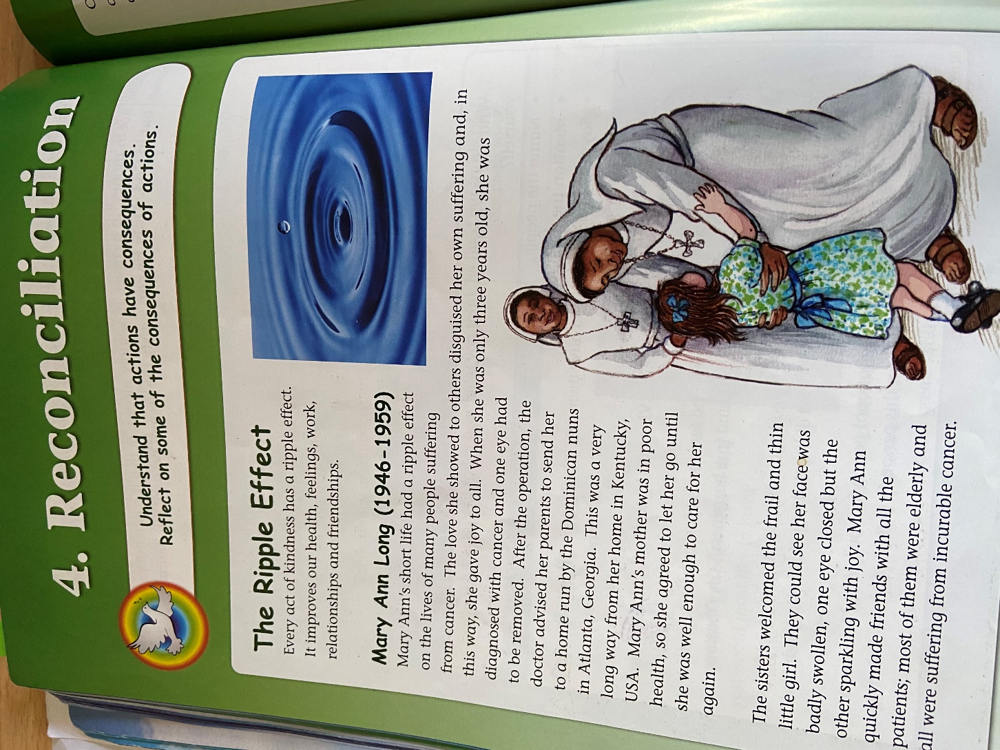 4. Reconciliation
Understand that actions have consequences.
Reflect on some of the consequences of actions.
The Ripple Effect
Every act of kindness has a ripple effect.
It improves our health, feelings, work,
relationships and friendships.
Mary Ann Long (1946-1959)
Mary Ann's short life had a ripple effect
on the lives of many people suffering
from cancer. The love she showed to others disguised her own suffering and, in
this way, she gave joy to all. When she was only three years old, she was
diagnosed with cancer and one eye had
to be removed. After the operation, the
doctor advised her parents to send her
to a home run by the Dominican nuns
in Atlanta, Georgia. This was a very
long way from her home in Kentucky,
USA. Mary Ann's mother was in poor
health, so she agreed to let her go until
she was well enough to care for her
again.
The sisters welcomed the frail and thin
little girl. They could see her face was
badly swollen, one eye closed but the
other sparkling with joy. Mary Ann
quickly made friends with all the
patients; most of them were elderly and
all were suffering from incurable cancer.